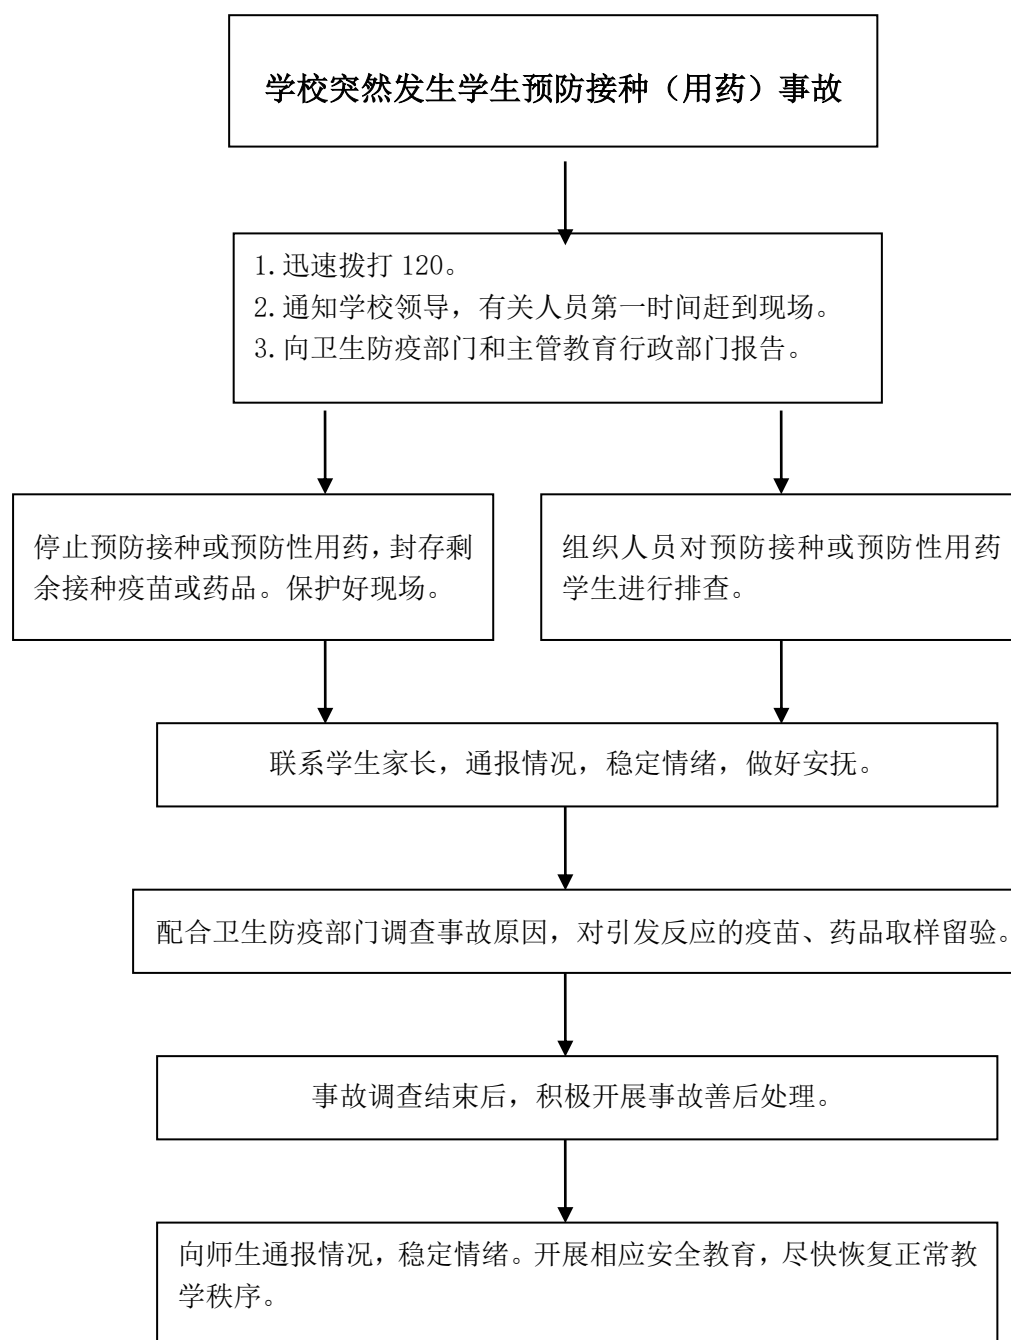 学校突然发生学生预防接种（用药）事故
1.迅速拨打 120。
2.通知学校领导，有关人员第一时间赶到现场。
3.向卫生防疫部门和主管教育行政部门报告。
停止预防接种或预防性用药，封存剩
余接种疫苗或药品。保护好现场。
组织人员对预防接种或预防性用药
学生进行排查。
联系学生家长，通报情况，稳定情绪，做好安抚。
配合卫生防疫部门调查事故原因，对引发反应的疫苗、药品取样留验。
事故调查结束后，积极开展事故善后处理。
向师生通报情况，稳定情绪。开展相应安全教育，尽快恢复正常教
学秩序。